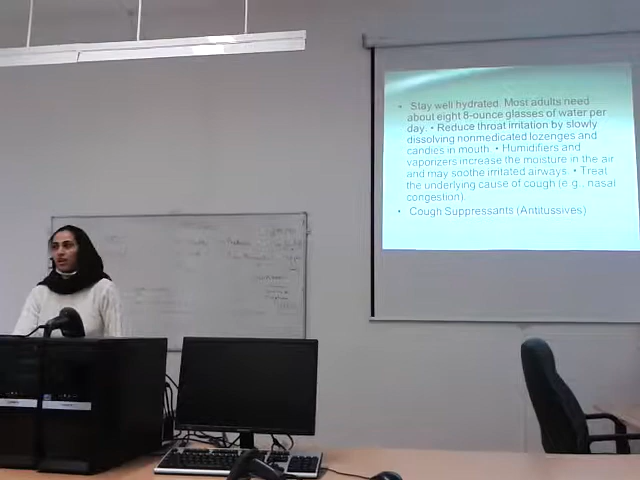 • Stay well hydrated. Most adults need
about eight 8-ounce glasses of water per
day. • Reduce throat irritation by slowly
dissolving nonmedicated lozenges and
candies in mouth. • Humidifiers and
vaporizers increase the moisture in the air
and may soothe irritated airways. • Treat
the underlying cause of cough (e.g., nasal
congestion).
• Cough Suppressants (Antitussives)